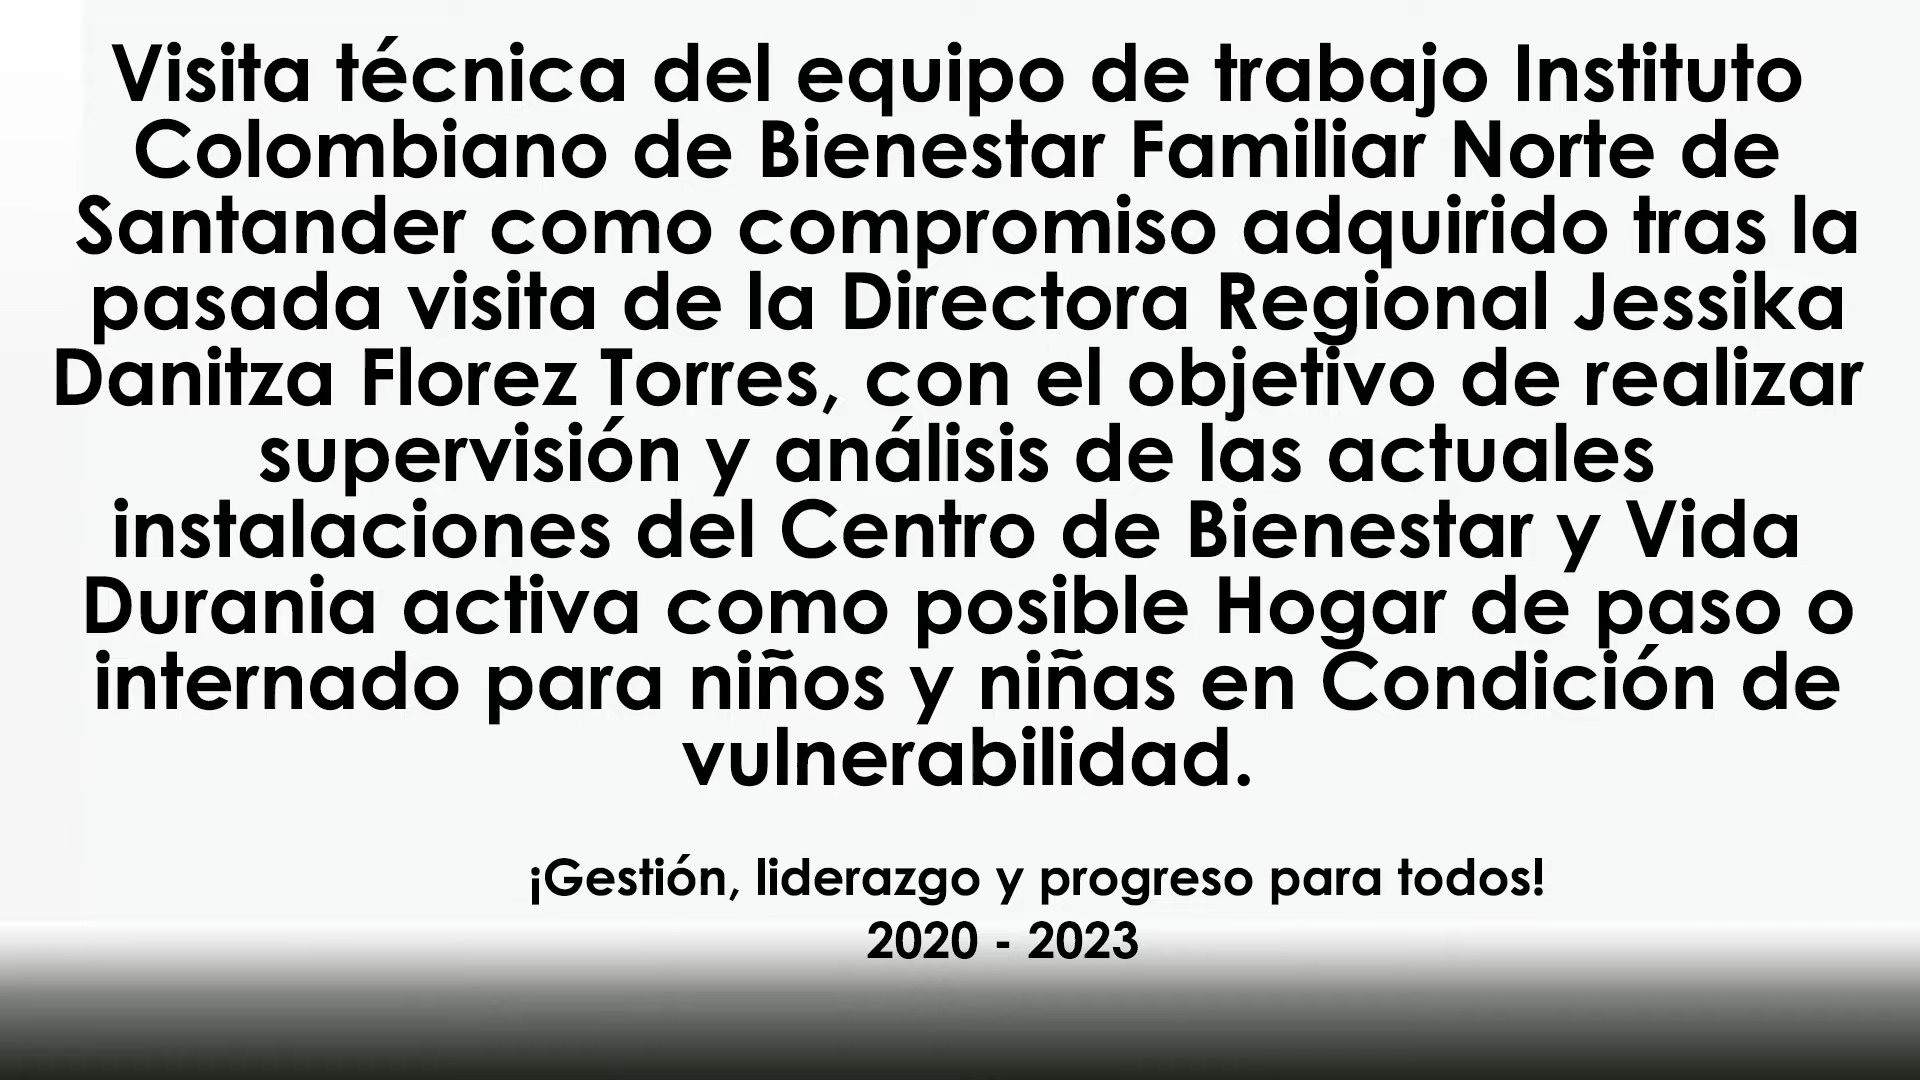 Visita técnica del equipo de trabajo Instituto
Colombiano de Bienestar Familiar Norte de
Santander como compromiso adquirido tras la
pasada visita de la Directora Regional Jessika
Danitza Florez Torres, con el objetivo de realizar
supervisión y análisis de las actuales
instalaciones del Centro de Bienestar y Vida
Durania activa como posible Hogar de paso o
internado para niños y niñas en Condición de
vulnerabilidad.
¡Gestión, liderazgo y progreso para todos!
2020 - 2023